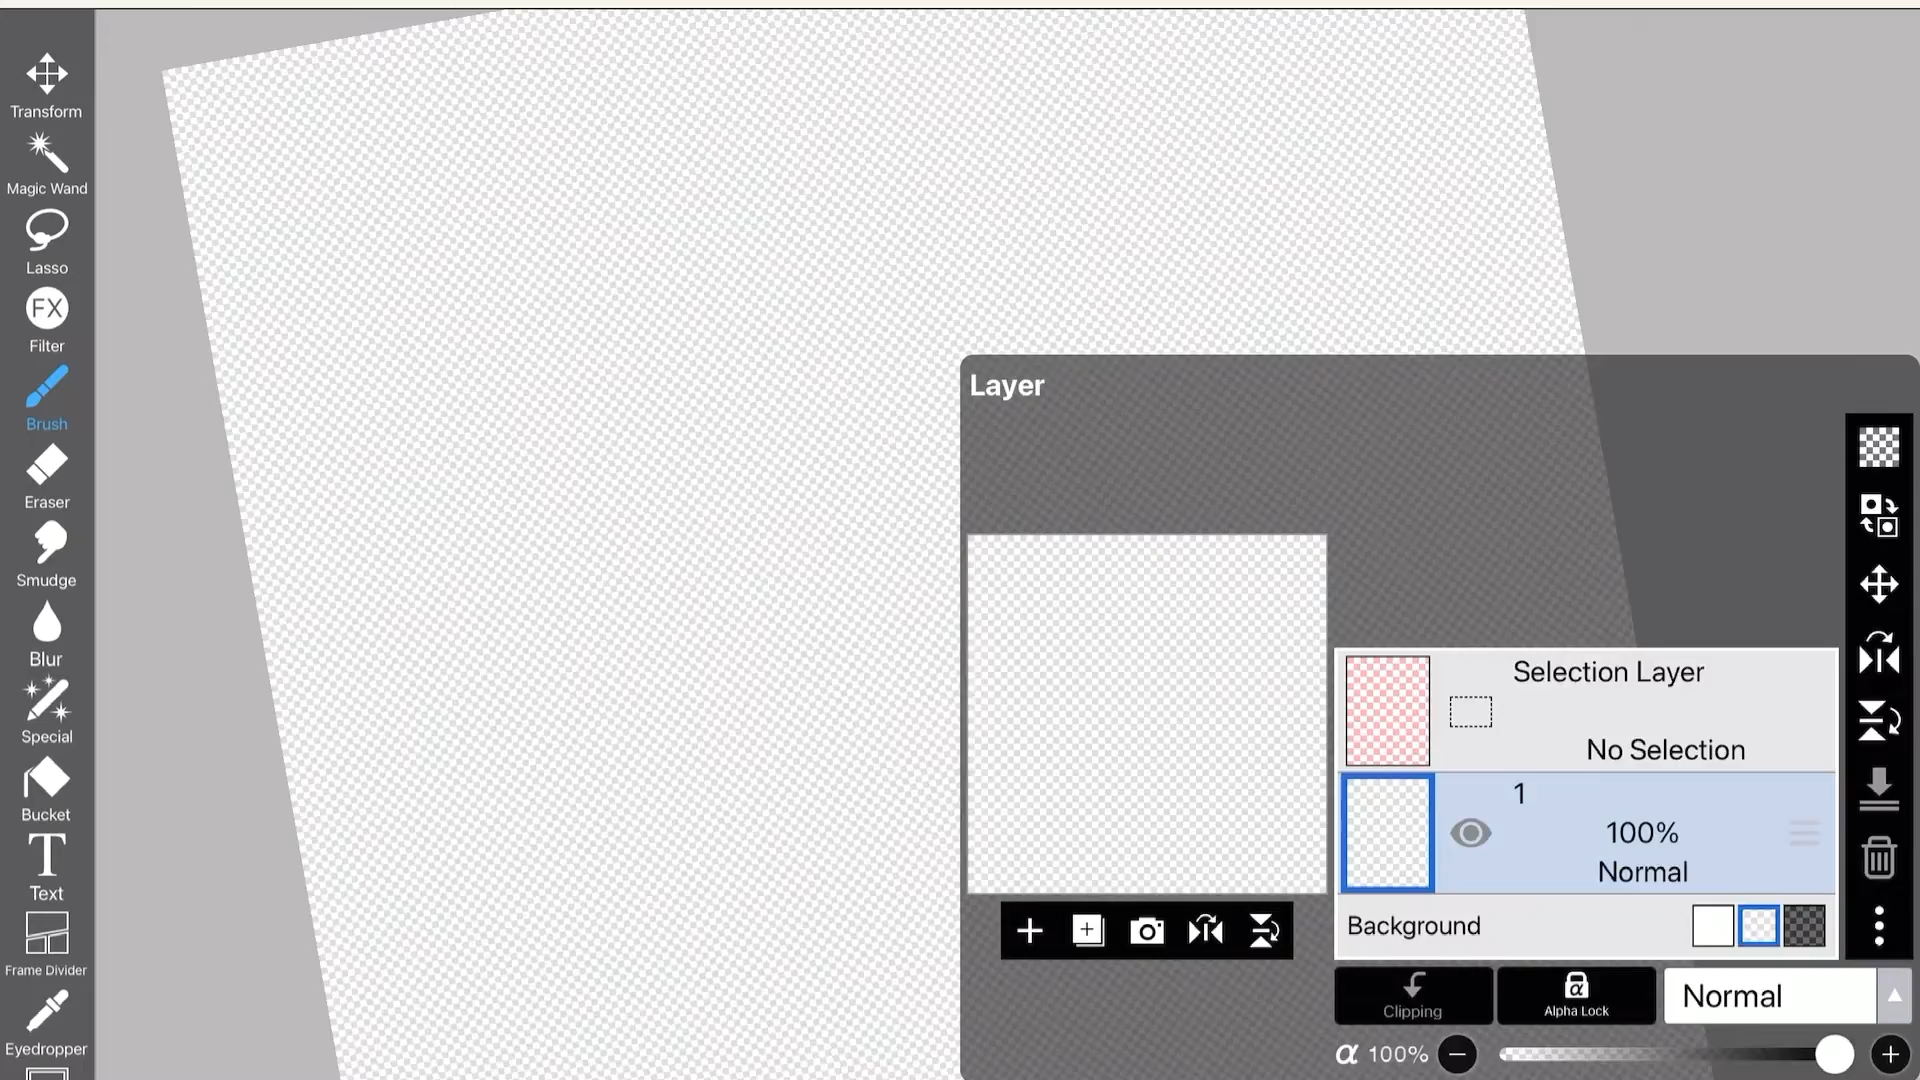 Transform
Magic Wand
Lasso
FX
Filter
Brush
Eraser
Smudge
Blur
Special
Bucket
T
Text
Frame Divider
Eyedropper
Layer
Selection Layer
No Selection
1
100%
Normal
Background
Clipping
α
Alpha Lock
Normal
α 100%